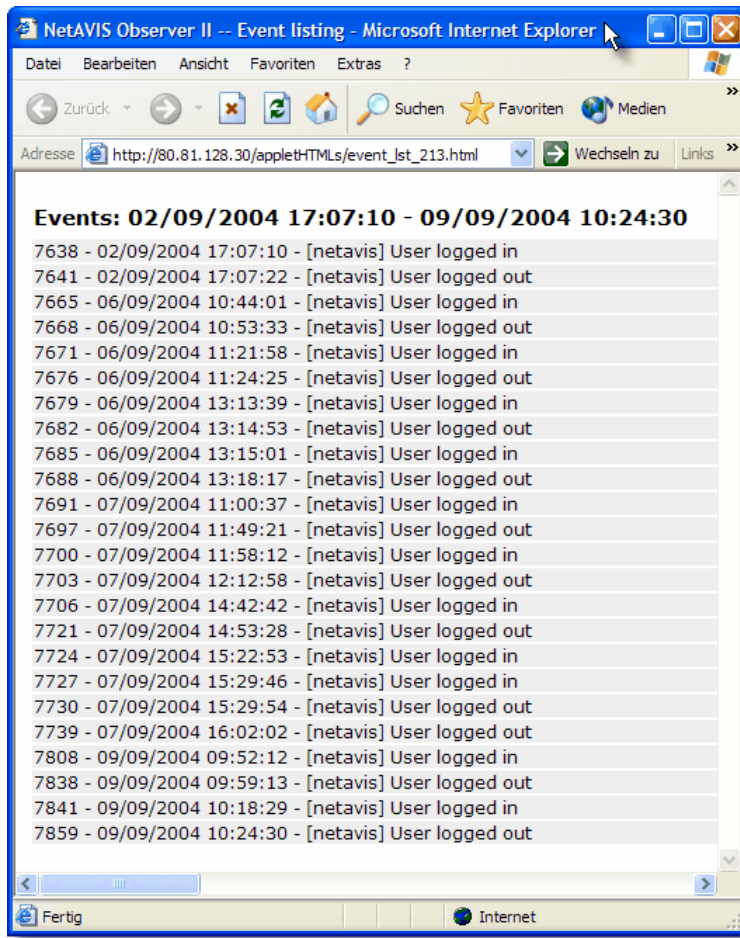 NetAVIS Observer II -- Event listing - Microsoft Internet Explorer
Datei Bearbeiten Ansicht Favoriten Extras ?
Zurück Suchen Favoriten Medien »
Adresse http://80.81.128.30/appletHTMLs/event_lst_213.html Wechseln zu Links »
Events: 02/09/2004 17:07:10 - 09/09/2004 10:24:30
7638 - 02/09/2004 17:07:10 - [netavis] User logged in
7641 - 02/09/2004 17:07:22 - [netavis] User logged out
7665 - 06/09/2004 10:44:01 - [netavis] User logged in
7668 - 06/09/2004 10:53:33 - [netavis] User logged out
7671 - 06/09/2004 11:21:58 - [netavis] User logged in
7676 - 06/09/2004 11:24:25 - [netavis] User logged out
7679 - 06/09/2004 13:13:39 - [netavis] User logged in
7682 - 06/09/2004 13:14:53 - [netavis] User logged out
7685 - 06/09/2004 13:15:01 - [netavis] User logged in
7688 - 06/09/2004 13:18:17 - [netavis] User logged out
7691 - 07/09/2004 11:00:37 - [netavis] User logged in
7697 - 07/09/2004 11:49:21 - [netavis] User logged out
7700 - 07/09/2004 11:58:12 - [netavis] User logged in
7703 - 07/09/2004 12:12:58 - [netavis] User logged out
7706 - 07/09/2004 14:42:42 - [netavis] User logged in
7721 - 07/09/2004 14:53:28 - [netavis] User logged out
7724 - 07/09/2004 15:22:53 - [netavis] User logged in
7727 - 07/09/2004 15:29:46 - [netavis] User logged in
7730 - 07/09/2004 15:29:54 - [netavis] User logged out
7739 - 07/09/2004 16:02:02 - [netavis] User logged out
7808 - 09/09/2004 09:52:12 - [netavis] User logged in
7838 - 09/09/2004 09:59:13 - [netavis] User logged out
7841 - 09/09/2004 10:18:29 - [netavis] User logged in
7859 - 09/09/2004 10:24:30 - [netavis] User logged out
Fertig Internet